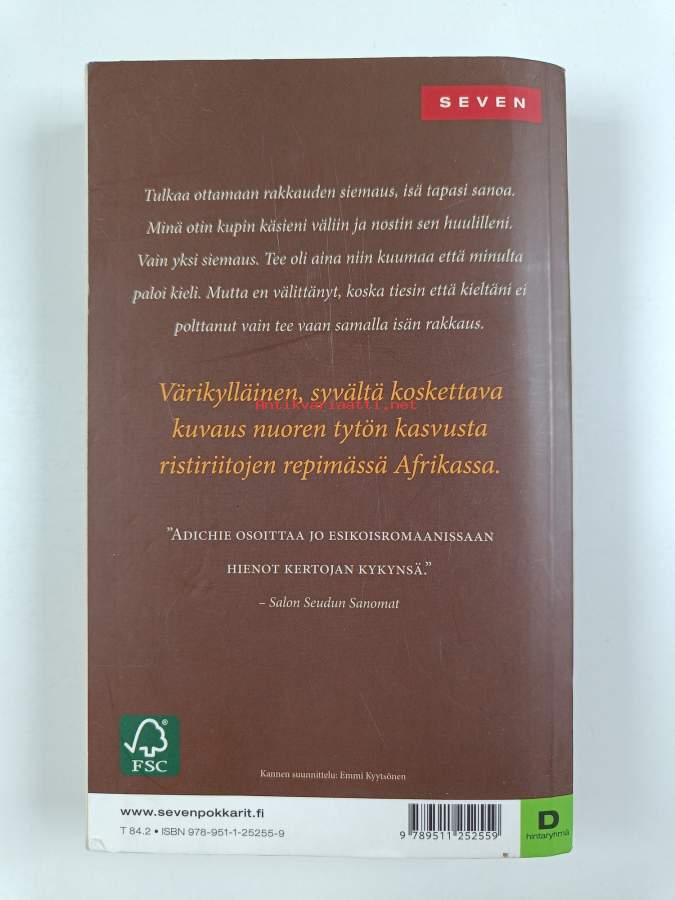 SEVEN
Tulkaa ottamaan rakkauden siemaus, isä tapasi sanoa.
Minä otin kupin käsieni väliin ja nostin sen huulilleni.
Vain yksi siemaus. Tee oli aina niin kuumaa että minulta
paloi kieli. Mutta en välittänyt, koska tiesin että kieltäni ei
polttanut vain tee vaan samalla isän rakkaus.
Värikylläinen, syvältä koskettava
Antikvariaatti.net
kuvaus nuoren tytön kasvusta
ristiriitojen repimässä Afrikassa.
”ADICHIE OSOITTAA JO ESIKOISROMAANISSAAN
HIENOT KERTOJAN KYKYNSÄ.”
– Salon Seudun Sanomat
®
FSC
Kannen suunnittelu: Emmi Kyytsönen
www.sevenpokkarit.fi
T 84.2 • ISBN 978-951-1-25255-9
9 789511 252559
D
hintaryhmä